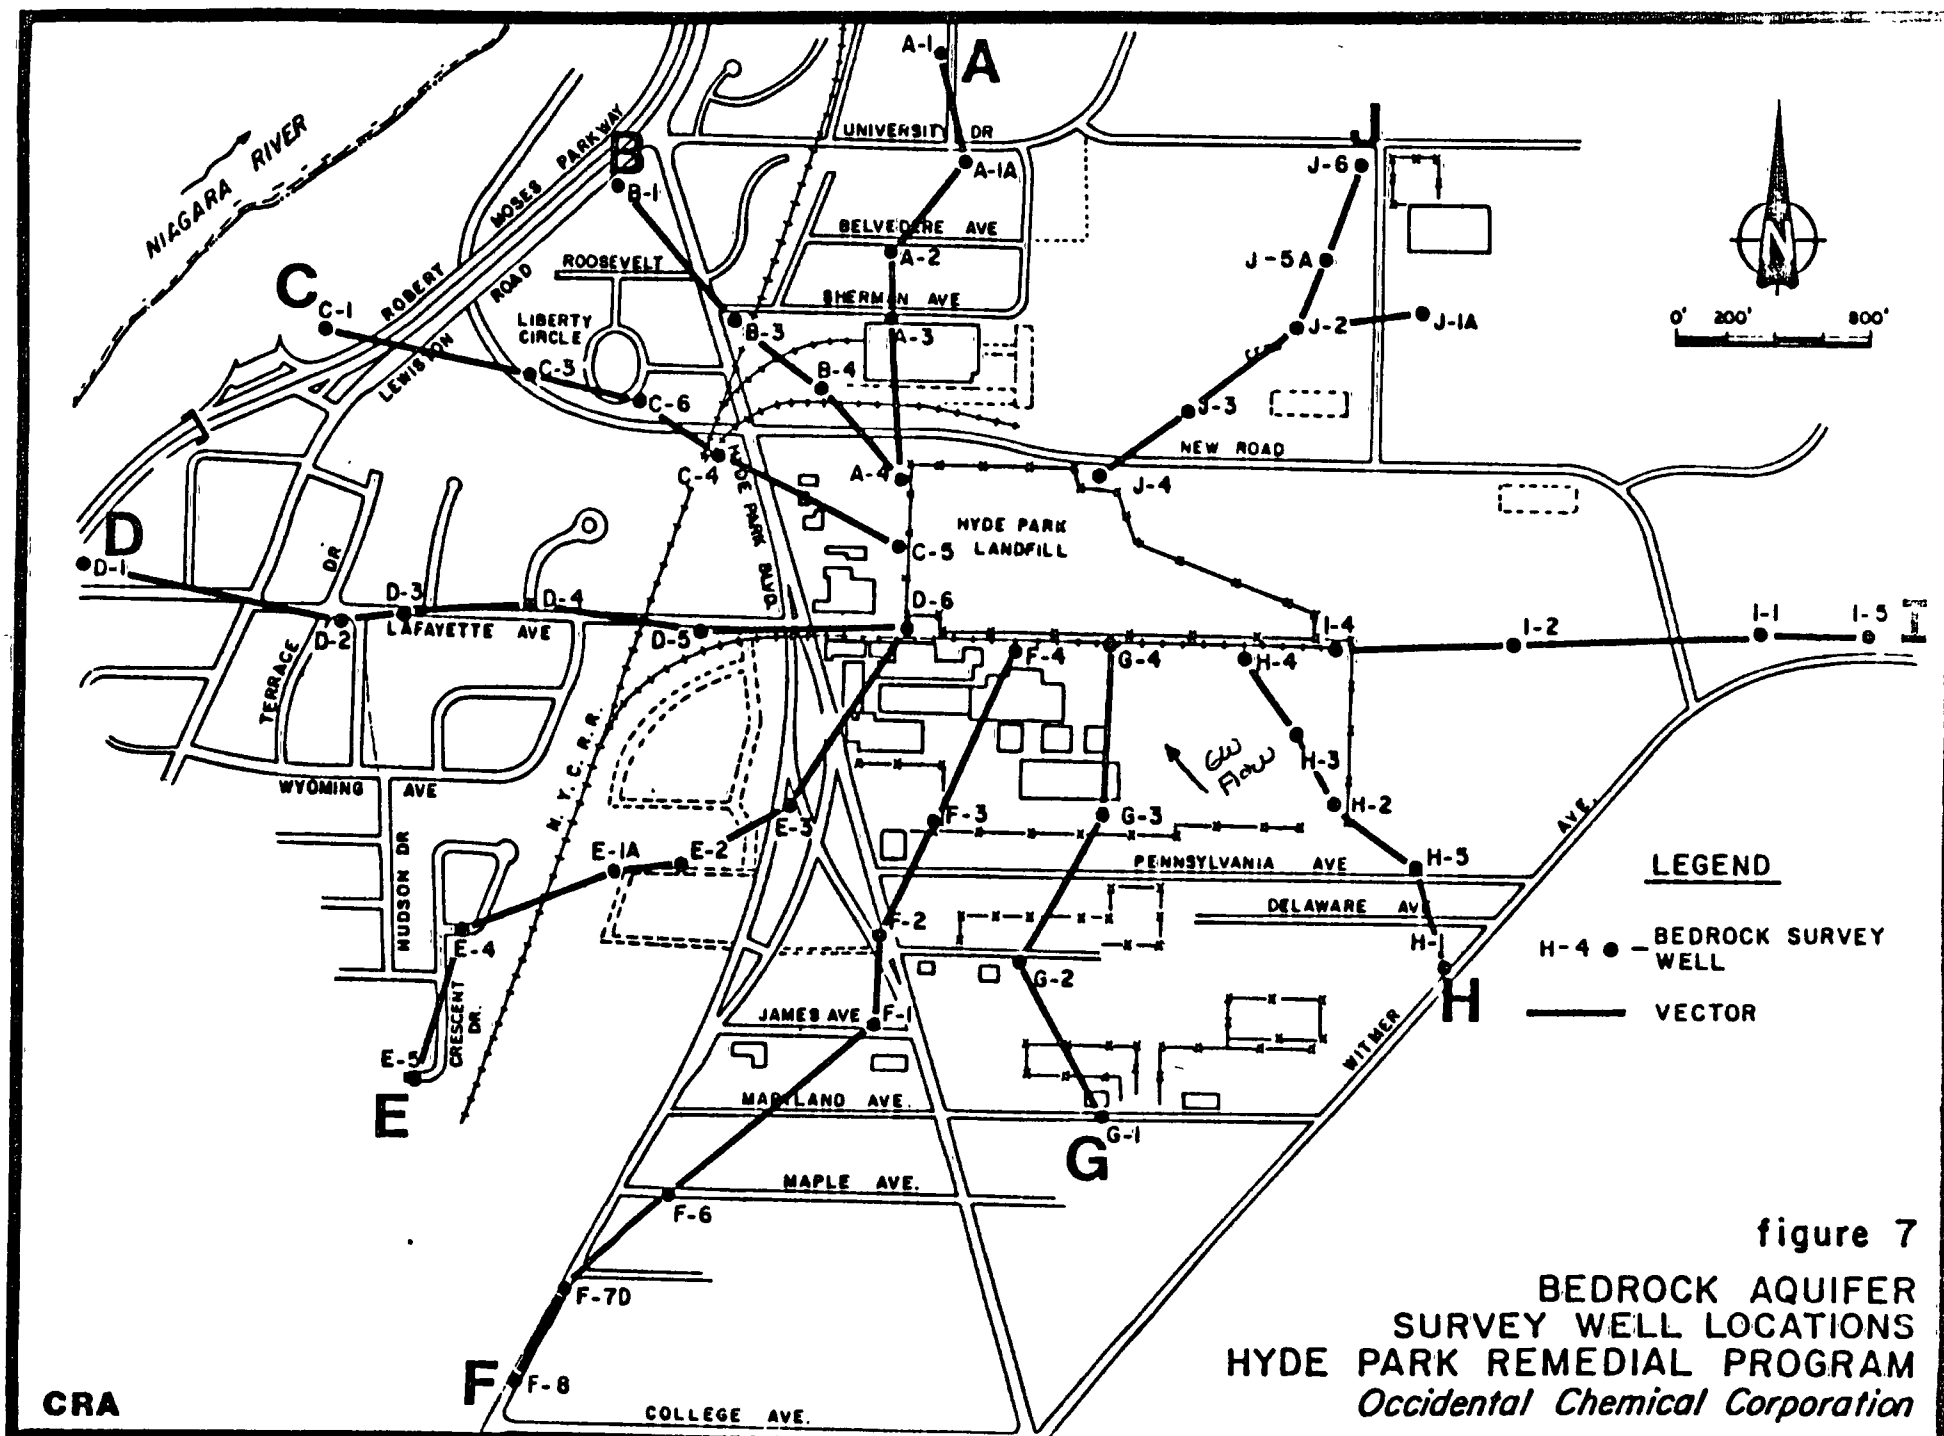 A-1
A
NIAGARA RIVER
ROBERT MOSES PARKWAY
B
B-1
UNIVERSITY DR
A-1A
J
J-6
BELVEDERE AVE
A-2
J-5A
N
ROOSEVELT
LEWISTON ROAD
C
C-1
LIBERTY
CIRCLE
SHERMAN AVE
B-3
A-3
J-2
J-1A
0' 200' 800'
C-3
B-4
C-6
J-3
NEW ROAD
C-4
A-4
J-4
HYDE PARK BLVD.
HYDE PARK
LANDFILL
C-5
D
D-1
DR
TERRACE
D-3
D-4
D-6
LAFAYETTE AVE
D-2
D-5
F-4
G-4
H-4
I-4
I-2
I-1
I-5
N.Y.C.R.R.
GW
Flow
H-3
WYOMING AVE
H-2
E-3
F-3
G-3
AVE.
HUDSON DR
E-1A
E-2
PENNSYLVANIA AVE
H-5
LEGEND
DELAWARE AVE
E-4
F-2
H-1
H-4 - BEDROCK SURVEY
WELL
G-2
H
CRESCENT
DR.
JAMES AVE
F-1
VECTOR
WITMER
E-5
E
MARYLAND AVE.
G-1
G
MAPLE AVE.
F-6
figure 7
F-7D
BEDROCK AQUIFER
SURVEY WELL LOCATIONS
HYDE PARK REMEDIAL PROGRAM
Occidental Chemical Corporation
F
F-8
CRA
COLLEGE AVE.